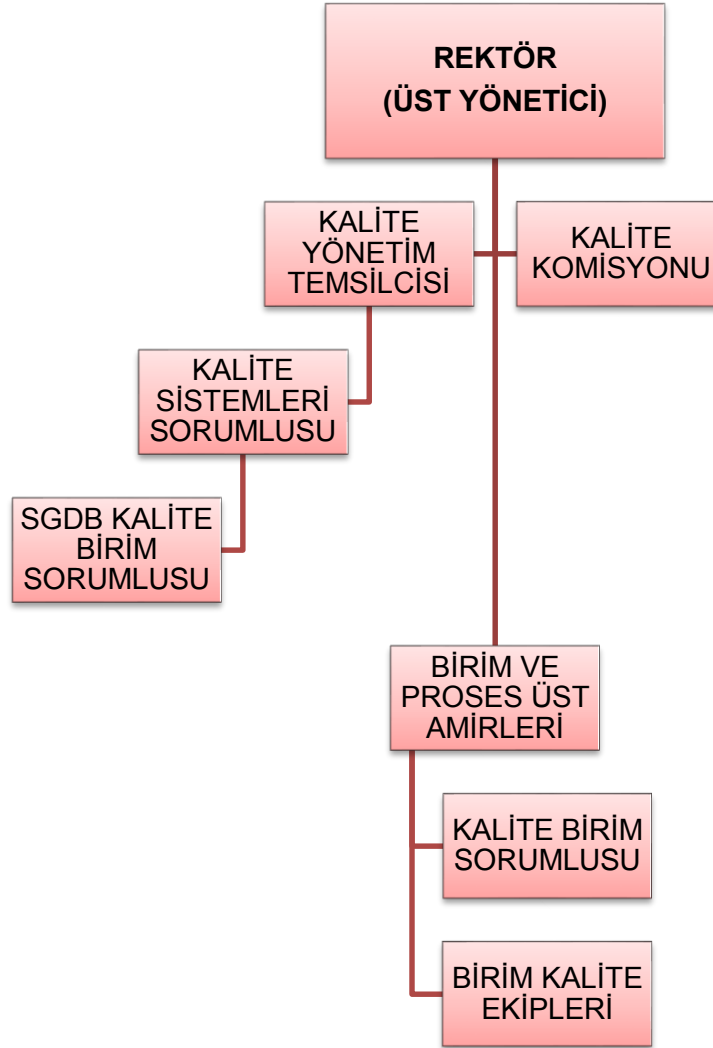 REKTÖR
(ÜST YÖNETİCİ)
KALİTE
YÖNETİM
TEMSİLCİSİ
KALİTE
KOMİSYONU
KALİTE
SİSTEMLERİ
SORUMLUSU
SGDB KALİTE
BİRİM
SORUMLUSU
BİRİM VE
PROSES ÜST
AMİRLERİ
KALİTE BİRİM
SORUMLUSU
BİRİM KALİTE
EKİPLERİ